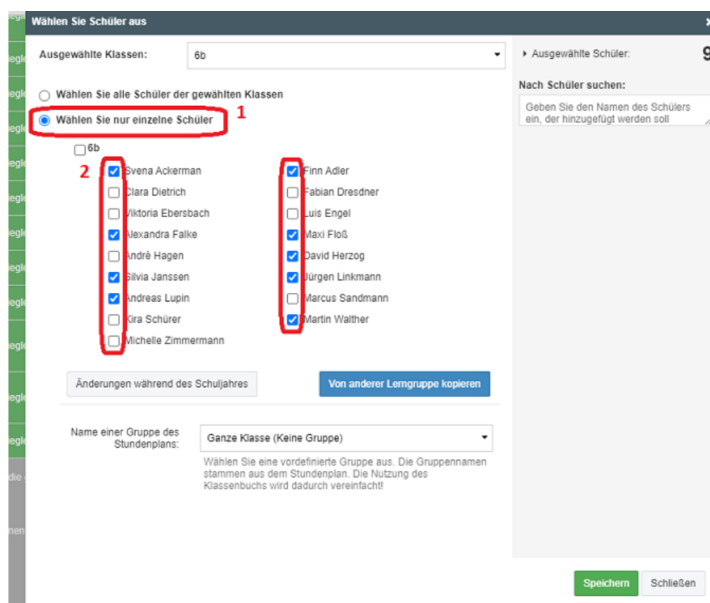 Wählen Sie Schüler aus
Ausgewählte Klassen:
6b
Wählen Sie alle Schüler der gewählten Klassen
Wählen Sie nur einzelne Schüler
1
6b
2
Svena Ackerman
Clara Dietrich
Viktoria Ebersbach
Alexandra Falke
Andrè Hagen
Silvia Janssen
Andreas Lupin
Kira Schürer
Michelle Zimmermann
Finn Adler
Fabian Dresdner
Luis Engel
Maxi Floß
David Herzog
Jürgen Linkmann
Marcus Sandmann
Martin Walther
Änderungen während des Schuljahres
Von anderer Lerngruppe kopieren
Name einer Gruppe des
Stundenplans:
Ganze Klasse (Keine Gruppe)
Wählen Sie eine vordefinierte Gruppe aus. Die Gruppennamen
stammen aus dem Stundenplan. Die Nutzung des
Klassenbuchs wird dadurch vereinfacht!
Ausgewählte Schüler:
9
Nach Schüler suchen:
Geben Sie den Namen des Schülers
ein, der hinzugefügt werden soll
Speichern
Schließen